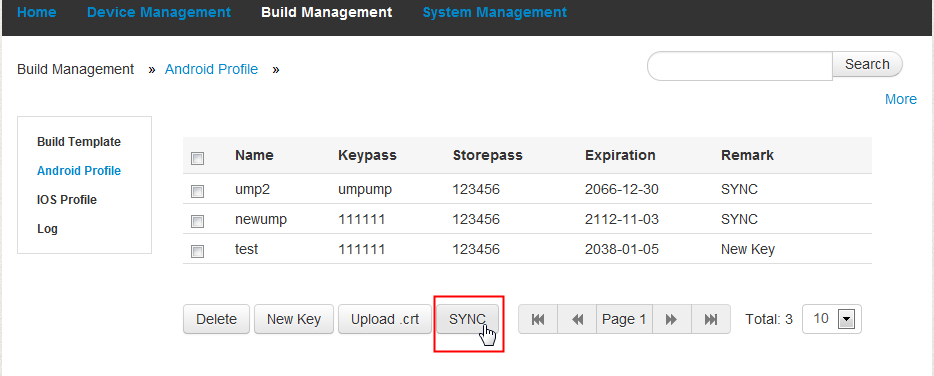 Home Device Management Build Management System Management
Build Management » Android Profile »
Search
More
Build Template
Android Profile
IOS Profile
Log
Name Keypass Storepass Expiration Remark
ump2 umpump 123456 2066-12-30 SYNC
newump 111111 123456 2112-11-03 SYNC
test 111111 123456 2038-01-05 New Key
Delete New Key Upload .crt SYNC Page 1 Total: 3 10